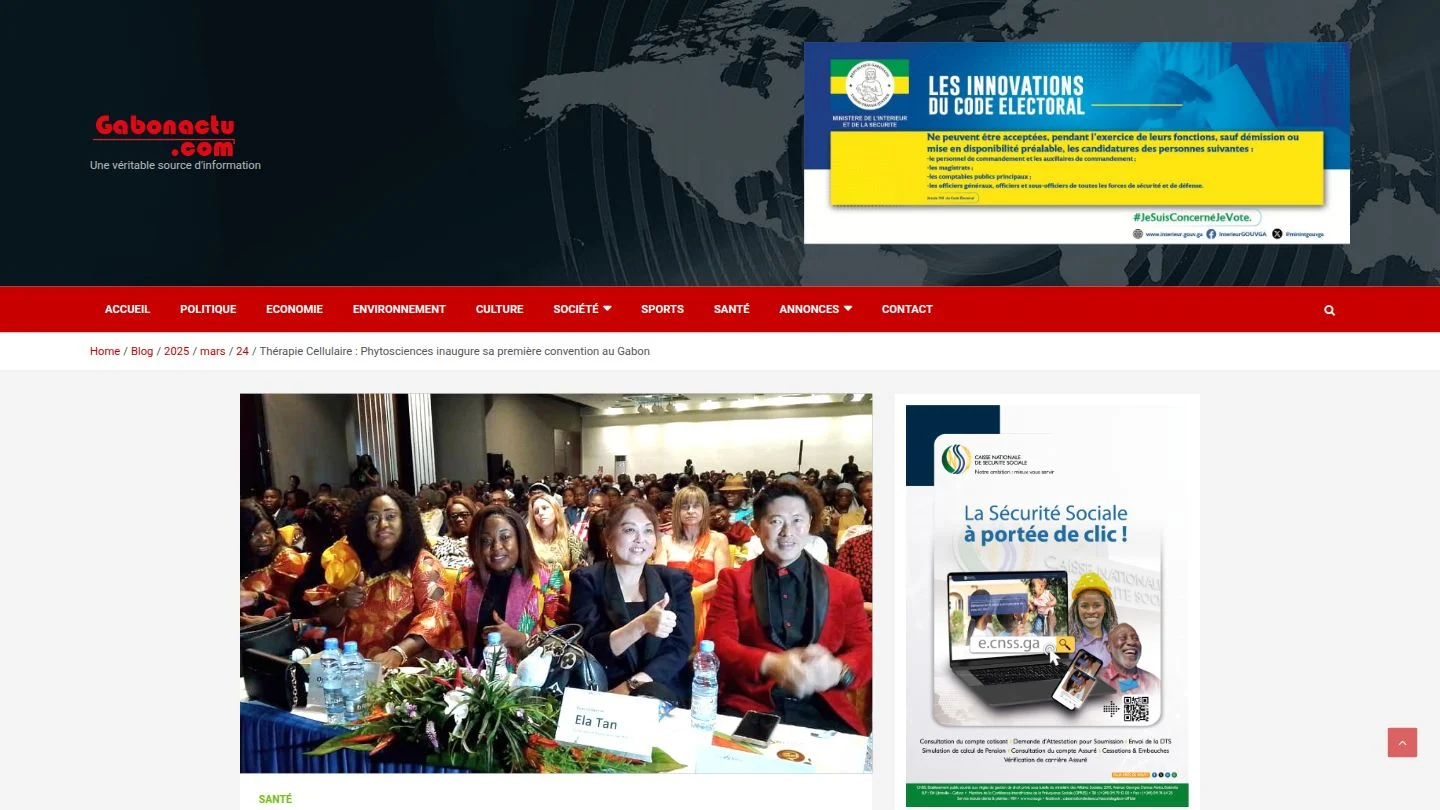 Gabonactu
.com
Une véritable source d'information
MINISTERE DE L'INTERIEUR
ET DE LA SECURITE
LES INNOVATIONS
DU CODE ELECTORAL
Ne peuvent être acceptées, pendant l'exercice de leurs fonctions, sauf démission ou
mise en disponibilité préalable, les candidatures des personnes suivantes :
-le personnel de commandement et les auxiliaires de commandement ;
-les magistrats ;
-les comptables publics principaux ;
-les officiers généraux, officiers et sous-officiers de toutes les forces de sécurité et de défense.
#JeSuisConcernéJeVote.
www.interieur.gouv.ga InterieurGOUVGA @minintgouvga
ACCUEIL POLITIQUE ECONOMIE ENVIRONNEMENT CULTURE SOCIÉTÉ SPORTS SANTÉ ANNONCES CONTACT
Home / Blog / 2025 / mars / 24 / Thérapie Cellulaire : Phytosciences inaugure sa première convention au Gabon
Ela Tan
SANTÉ
CAISSE NATIONALE
DE SECURITE SOCIALE
Notre ambition : mieux vous servir
La Sécurité Sociale
à portée de clic !
e.cnss.ga
Consultation du compte cotisant Demande d'Attestation pour Soumission Envoi de la DTS
Simulation de calcul de Pension Consultation du compte Assuré Cessations & Embauches
Vérification de carrière Assuré